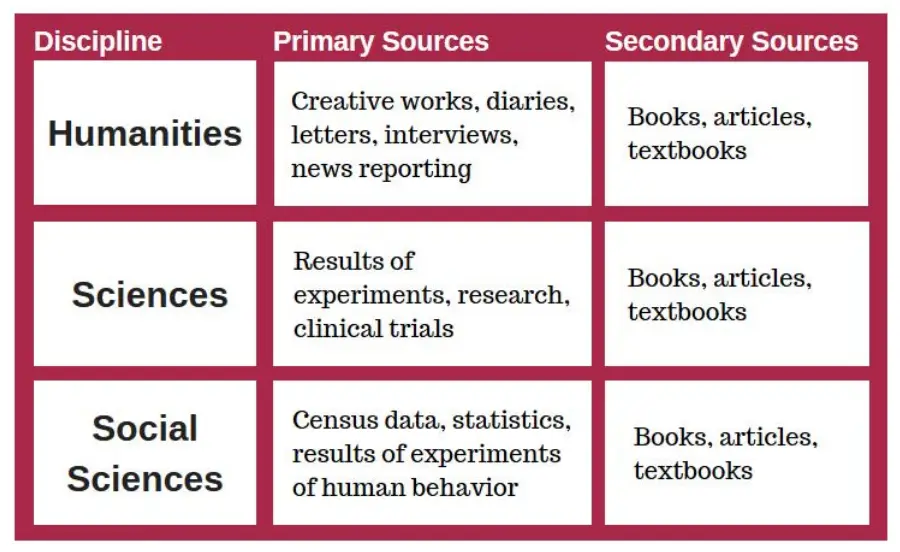 Discipline
Primary Sources
Secondary Sources
Humanities
Creative works, diaries,
letters, interviews,
news reporting
Books, articles,
textbooks
Sciences
Results of
experiments, research,
clinical trials
Books, articles,
textbooks
Social
Sciences
Census data, statistics,
results of experiments
of human behavior
Books, articles,
textbooks